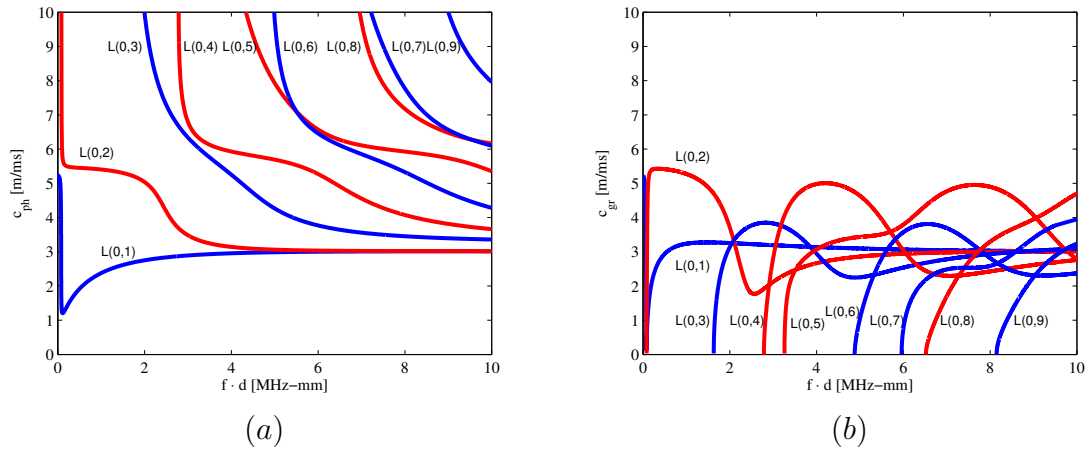 10
9
8
7
6
5
4
3
2
1
0
c_ph [m/ms]
L(0,3)
L(0,4)
L(0,5)
L(0,6)
L(0,8)
L(0,7)
L(0,9)
L(0,2)
L(0,1)
0 2 4 6 8 10
f · d [MHz−mm]
(a)
10
9
8
7
6
5
4
3
2
1
0
c_gr [m/ms]
L(0,2)
L(0,1)
L(0,3)
L(0,4)
L(0,5)
L(0,6)
L(0,7)
L(0,8)
L(0,9)
0 2 4 6 8 10
f · d [MHz−mm]
(b)